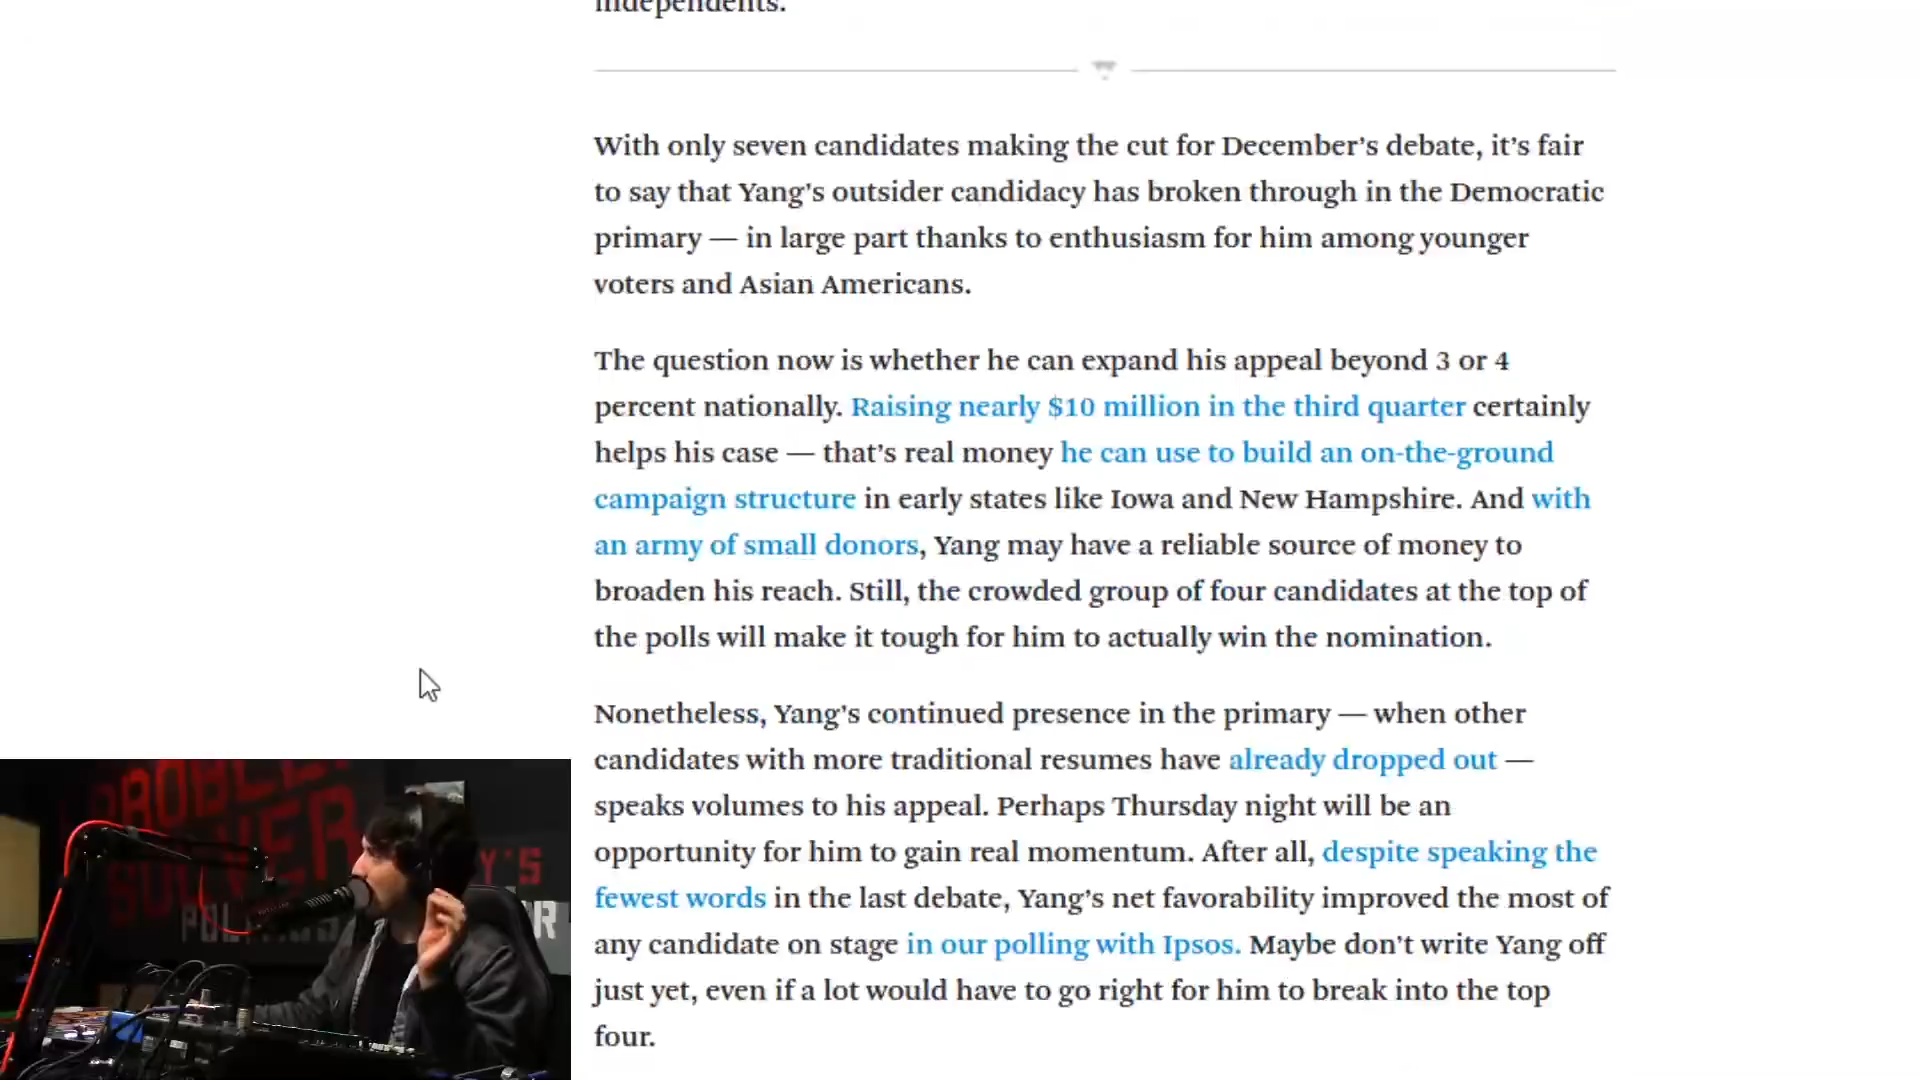 independents.
With only seven candidates making the cut for December’s debate, it’s fair
to say that Yang’s outsider candidacy has broken through in the Democratic
primary — in large part thanks to enthusiasm for him among younger
voters and Asian Americans.
The question now is whether he can expand his appeal beyond 3 or 4
percent nationally. Raising nearly $10 million in the third quarter certainly
helps his case — that’s real money he can use to build an on-the-ground
campaign structure in early states like Iowa and New Hampshire. And with
an army of small donors, Yang may have a reliable source of money to
broaden his reach. Still, the crowded group of four candidates at the top of
the polls will make it tough for him to actually win the nomination.
Nonetheless, Yang’s continued presence in the primary — when other
candidates with more traditional resumes have already dropped out —
speaks volumes to his appeal. Perhaps Thursday night will be an
opportunity for him to gain real momentum. After all, despite speaking the
fewest words in the last debate, Yang’s net favorability improved the most of
any candidate on stage in our polling with Ipsos. Maybe don’t write Yang off
just yet, even if a lot would have to go right for him to break into the top
four.